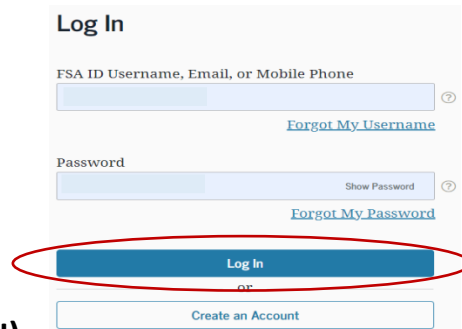 Log In
FSA ID Username, Email, or Mobile Phone
Forgot My Username
Password
Show Password
Forgot My Password
Log In
or
Create an Account